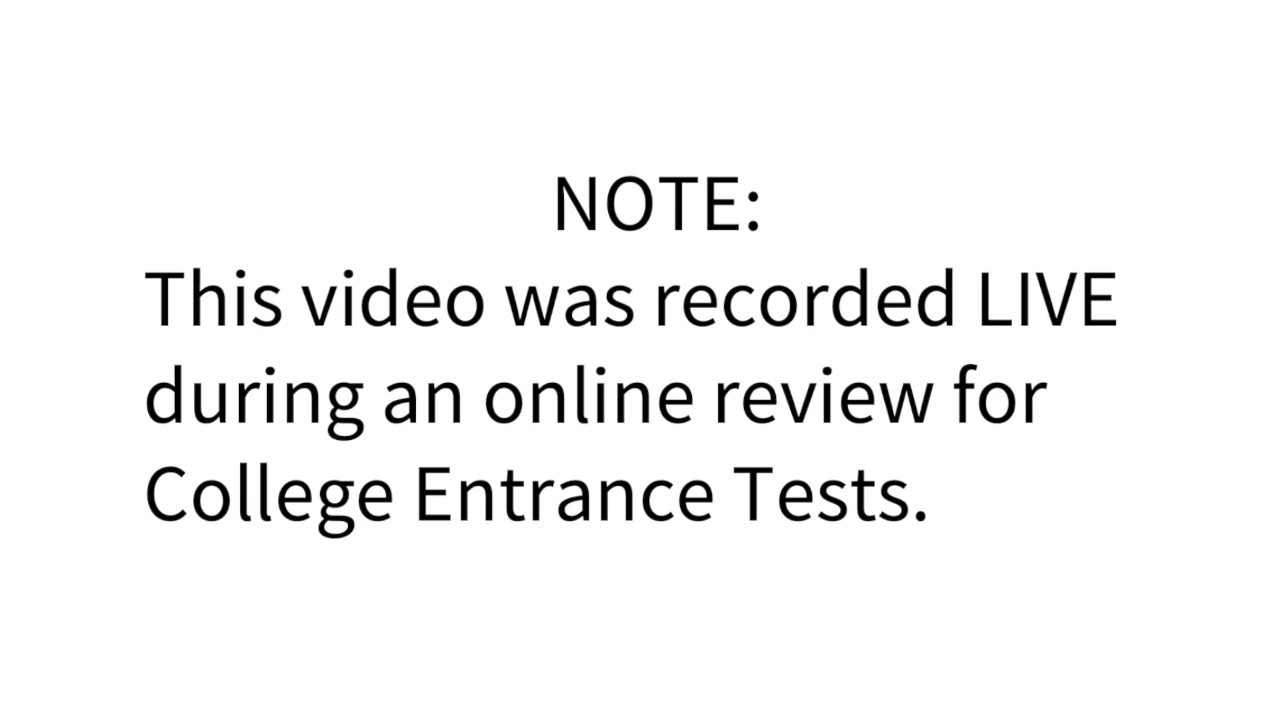 NOTE:
This video was recorded LIVE
during an online review for
College Entrance Tests.